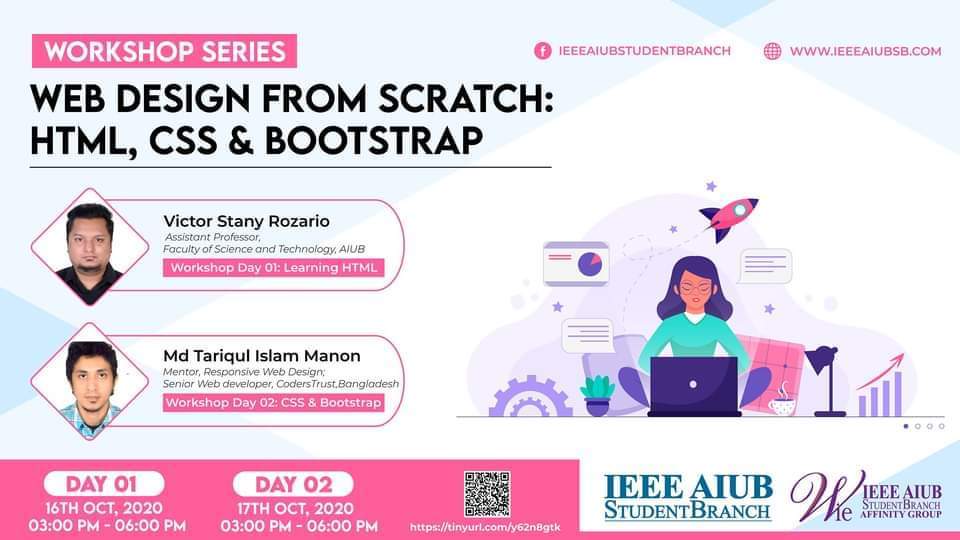 WORKSHOP SERIES
IEEEAIUBSTUDENTBRANCH
WWW.IEEEAIUBSB.COM
WEB DESIGN FROM SCRATCH:
HTML, CSS & BOOTSTRAP
Victor Stany Rozario
Assistant Professor,
Faculty of Science and Technology, AIUB
Workshop Day 01: Learning HTML
Md Tariqul Islam Manon
Mentor, Responsive Web Design;
Senior Web developer, CodersTrust,Bangladesh
Workshop Day 02: CSS & Bootstrap
DAY 01
16TH OCT, 2020
03:00 PM - 06:00 PM
DAY 02
17TH OCT, 2020
03:00 PM - 06:00 PM
https://tinyurl.com/y62n8gtk
IEEE AIUB
STUDENTBRANCH
Wie
IEEE AIUB
STUDENTBRANCH
AFFINITY GROUP